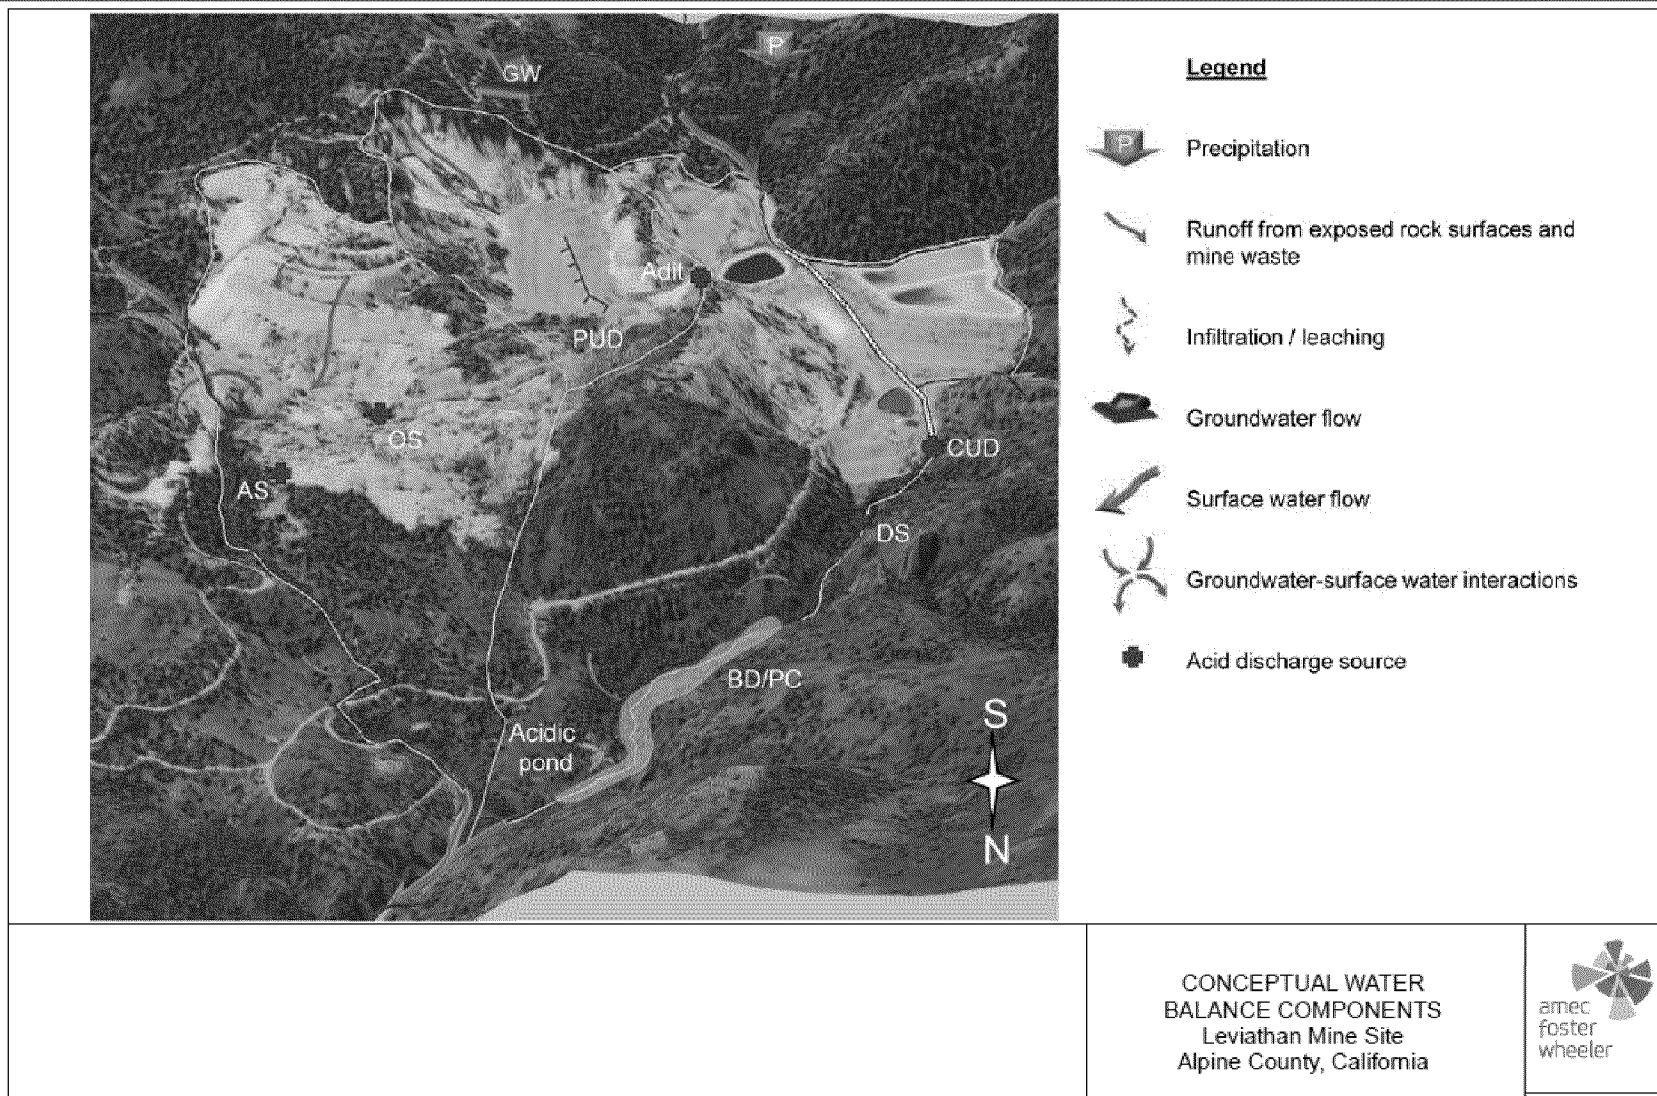 P
GW
Adit
PUD
OS
AS
CUD
DS
BD/PC
Acidic
pond
S
N
Legend
P
Precipitation
Runoff from exposed rock surfaces and
mine waste
Infiltration / leaching
Groundwater flow
Surface water flow
Groundwater-surface water interactions
Acid discharge source
CONCEPTUAL WATER
BALANCE COMPONENTS
Leviathan Mine Site
Alpine County, California
amec
foster
wheeler